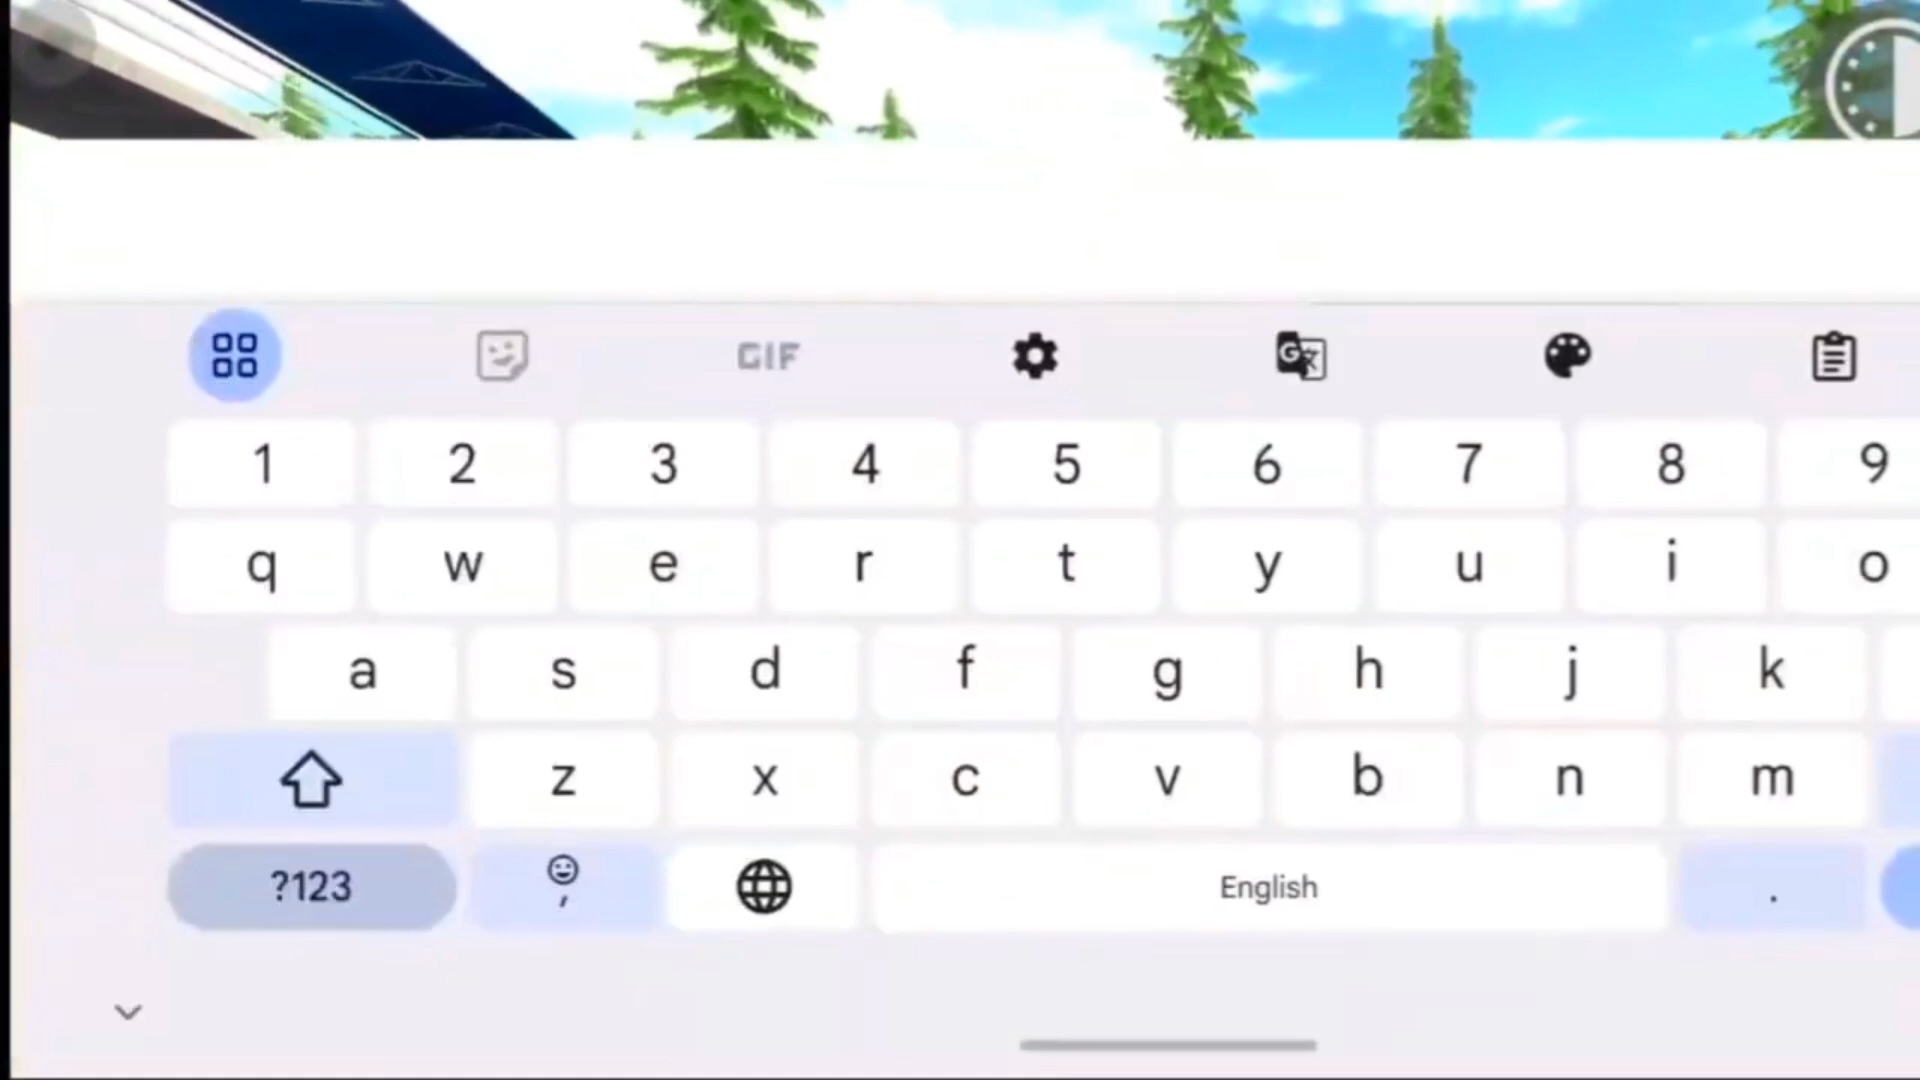 GIF
1 2 3 4 5 6 7 8 9
q w e r t y u i o
a s d f g h j k
z x c v b n m
?123 , English .